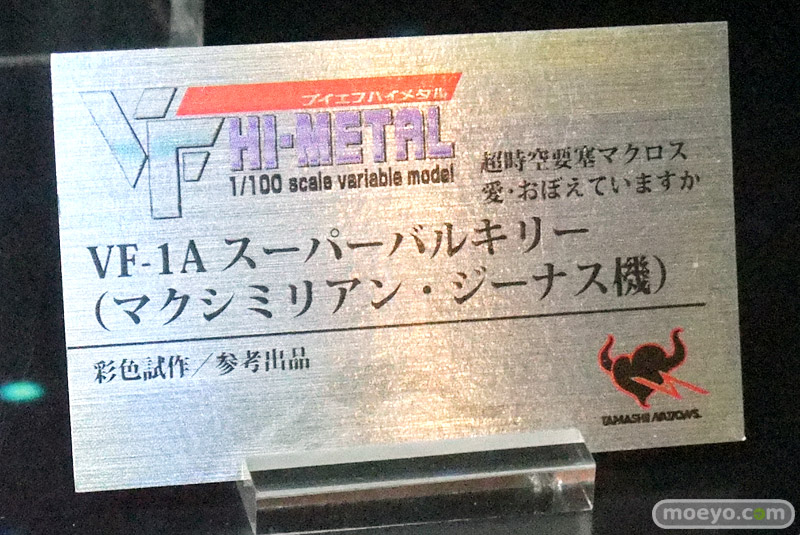 VF
ブイエフハイメタル
HI-METAL
1/100 scale variable model
超時空要塞マクロス
愛・おぼえていますか
VF-1A スーパーバルキリー
（マクシミリアン・ジーナス機）
彩色試作／参考出品
TAMASHII NATIONS.
moeyo.com